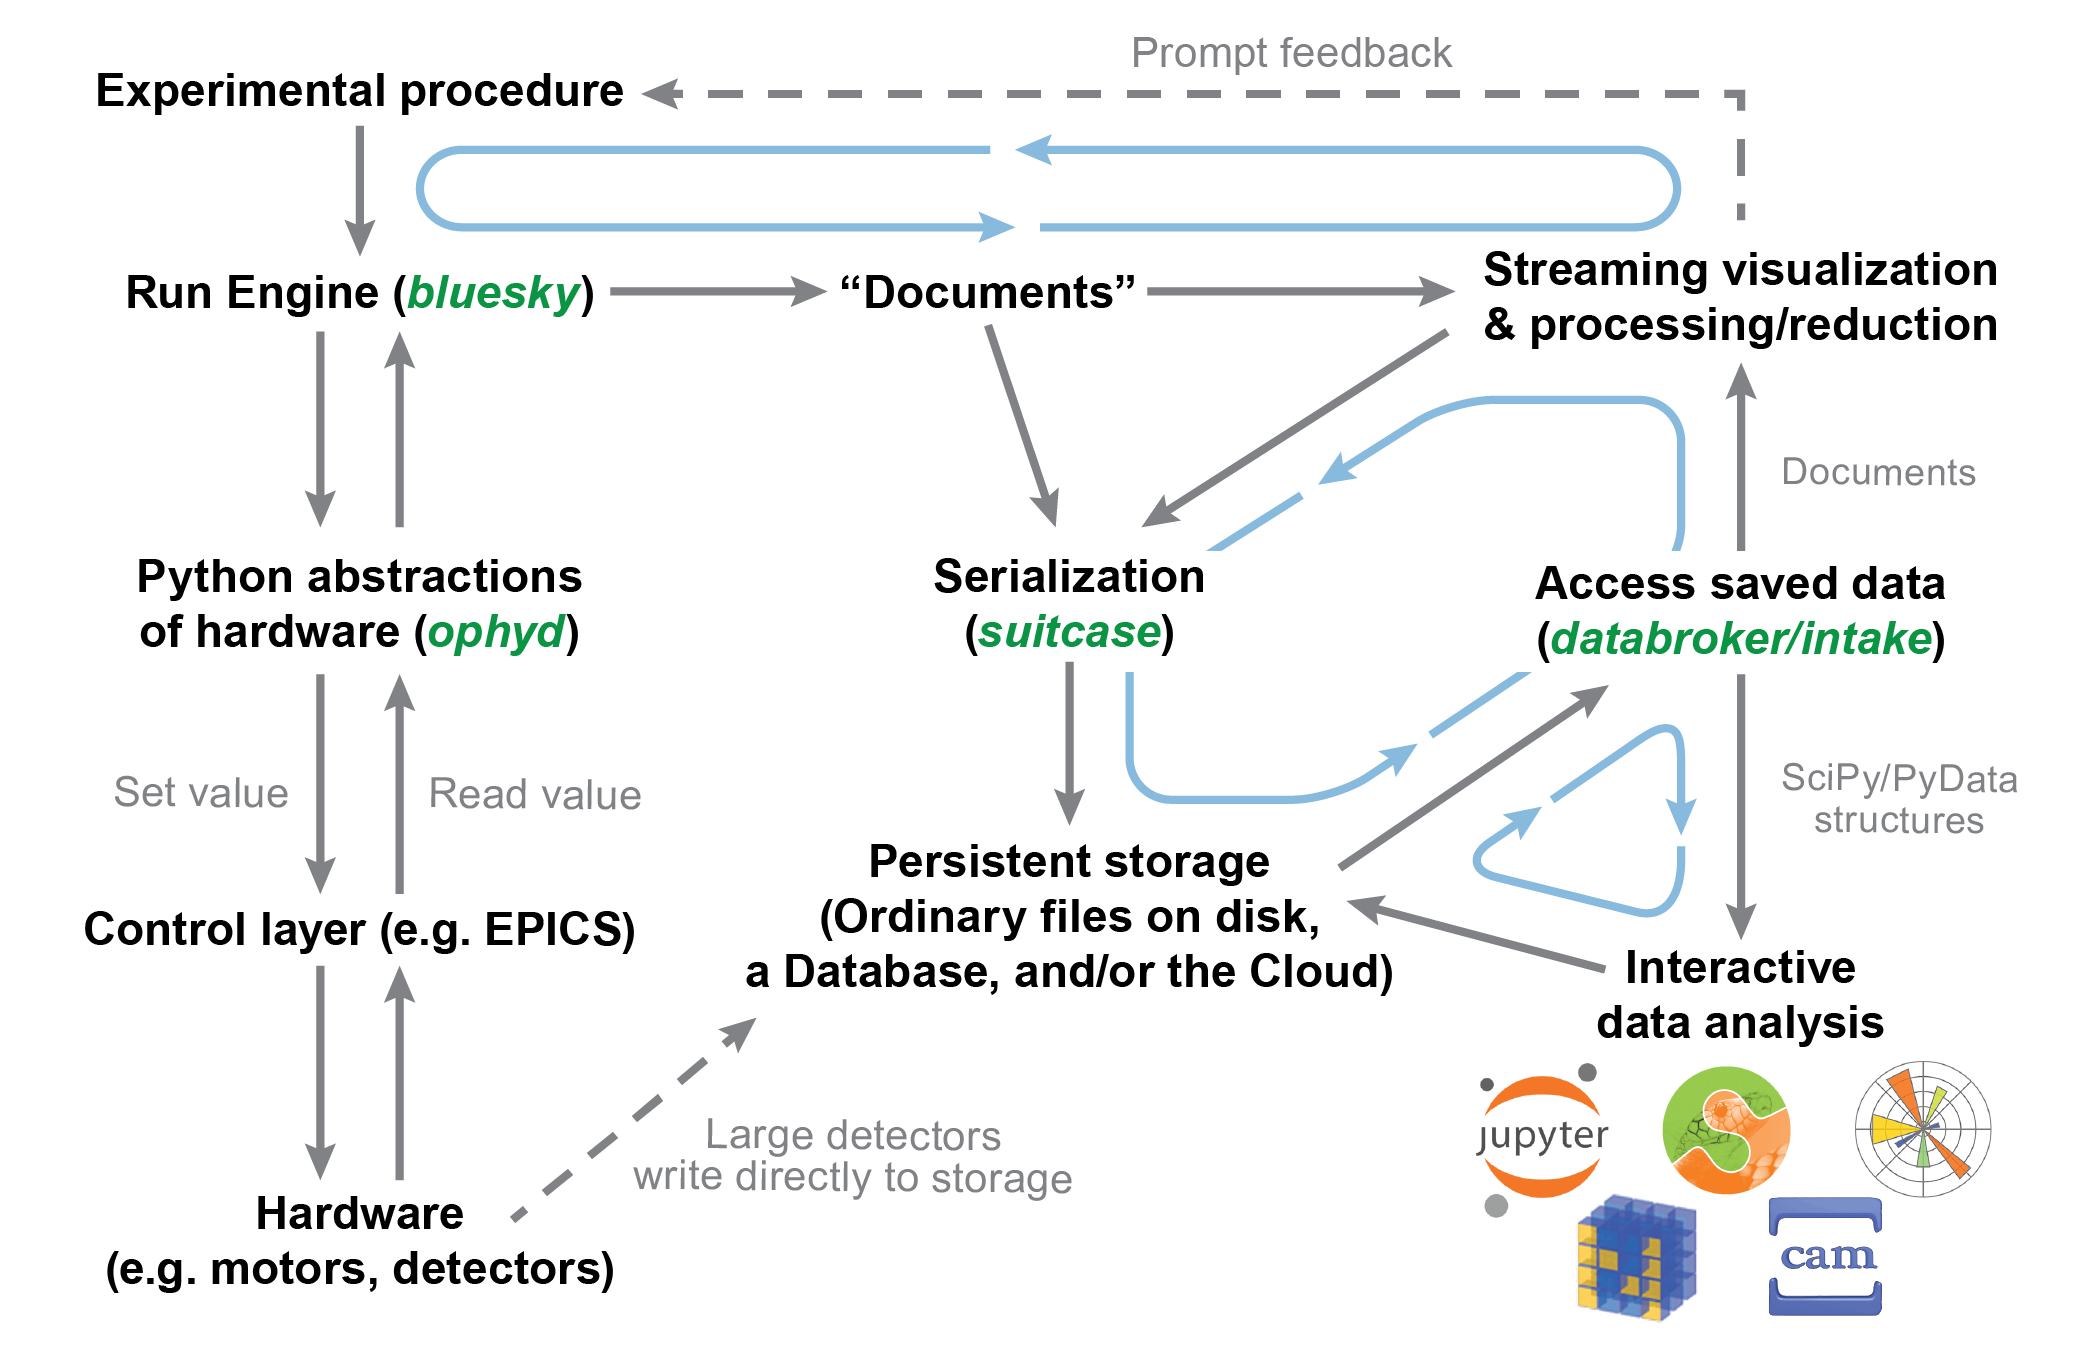 Prompt feedback
Experimental procedure
Run Engine (bluesky)
“Documents”
Streaming visualization
& processing/reduction
Documents
Python abstractions
of hardware (ophyd)
Serialization
(suitcase)
Access saved data
(databroker/intake)
Set value
Read value
SciPy/PyData
structures
Control layer (e.g. EPICS)
Persistent storage
(Ordinary files on disk,
a Database, and/or the Cloud)
Interactive
data analysis
Large detectors
write directly to storage
Hardware
(e.g. motors, detectors)
jupyter
cam